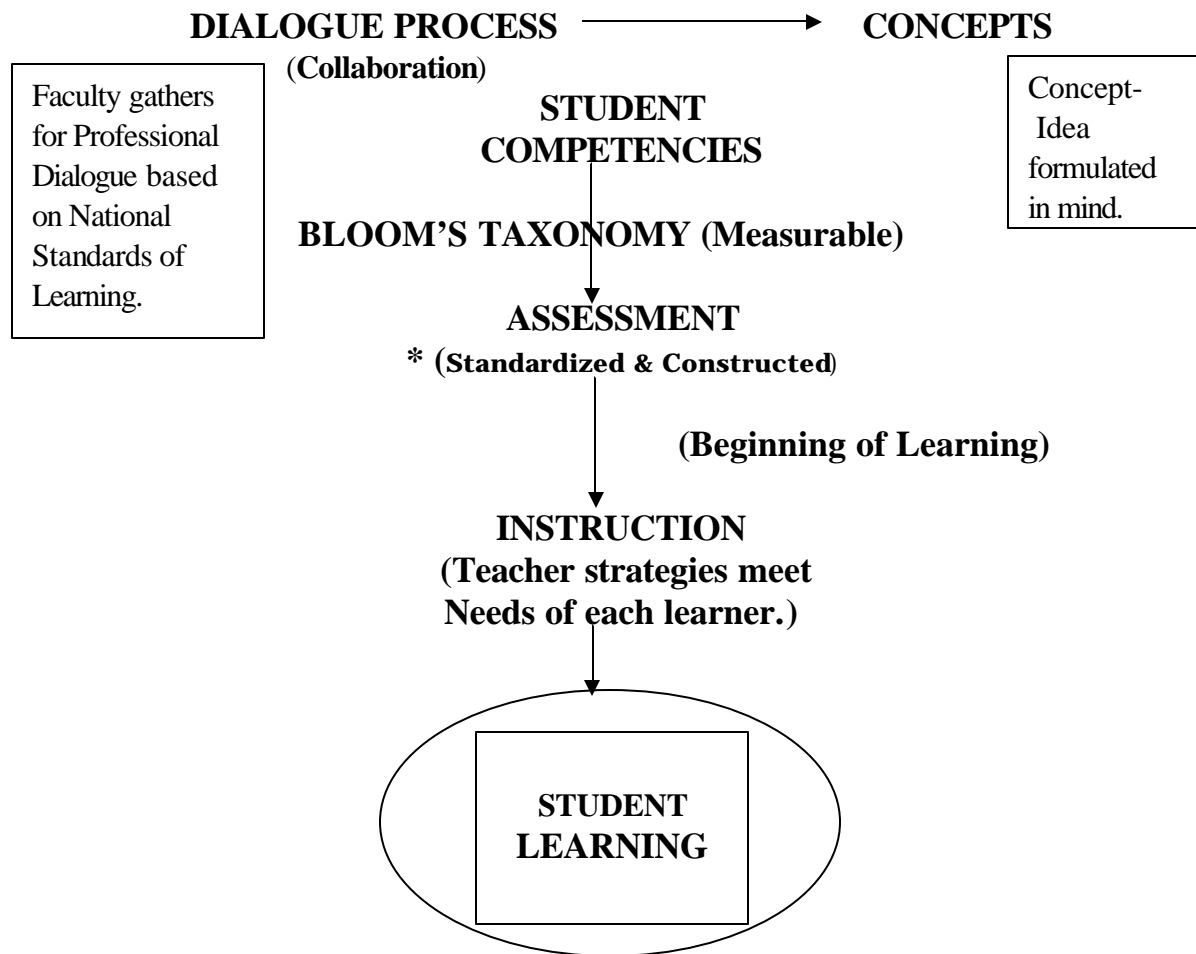 DIALOGUE PROCESS
CONCEPTS
(Collaboration)
Faculty gathers
for Professional
Dialogue based
on National
Standards of
Learning.
Concept-
Idea
formulated
in mind.
STUDENT
COMPETENCIES
BLOOM'S TAXONOMY (Measurable)
ASSESSMENT
* (Standardized & Constructed)
(Beginning of Learning)
INSTRUCTION
(Teacher strategies meet
Needs of each learner.)
STUDENT
LEARNING